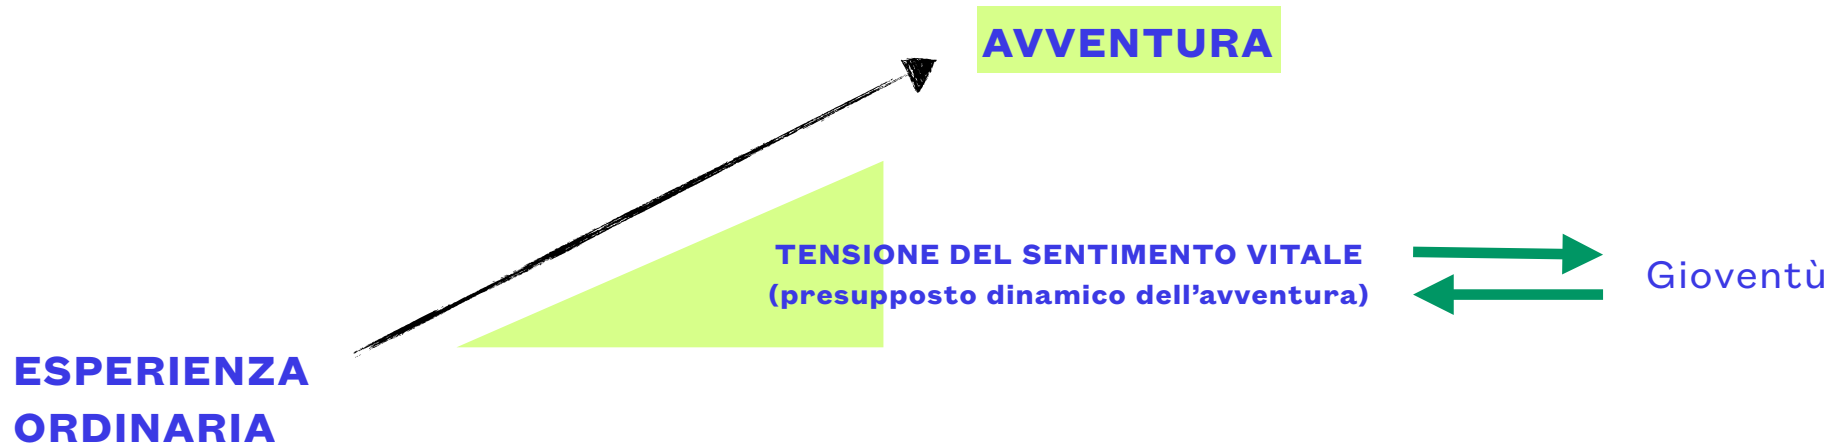 AVVENTURA
TENSIONE DEL SENTIMENTO VITALE
(presupposto dinamico dell’avventura)
Gioventù
ESPERIENZA
ORDINARIA